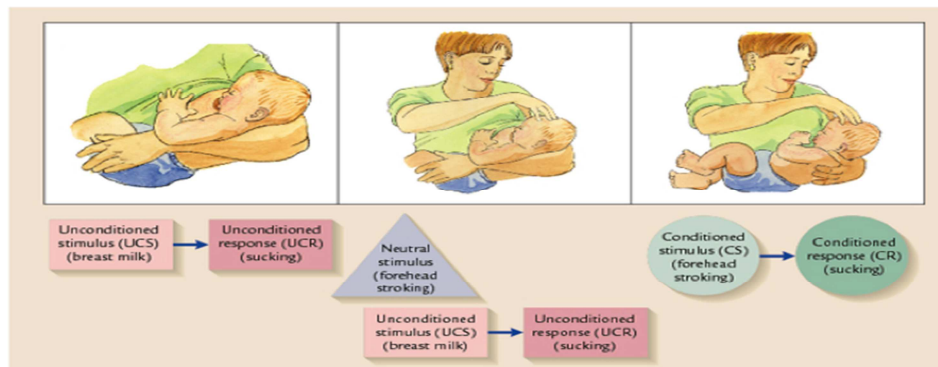 Unconditioned
stimulus (UCS)
(breast milk)
Unconditioned
response (UCR)
(sucking)
Neutral
stimulus
(forehead
stroking)
Unconditioned
stimulus (UCS)
(breast milk)
Unconditioned
response (UCR)
(sucking)
Conditioned
stimulus (CS)
(forehead
stroking)
Conditioned
response (CR)
(sucking)